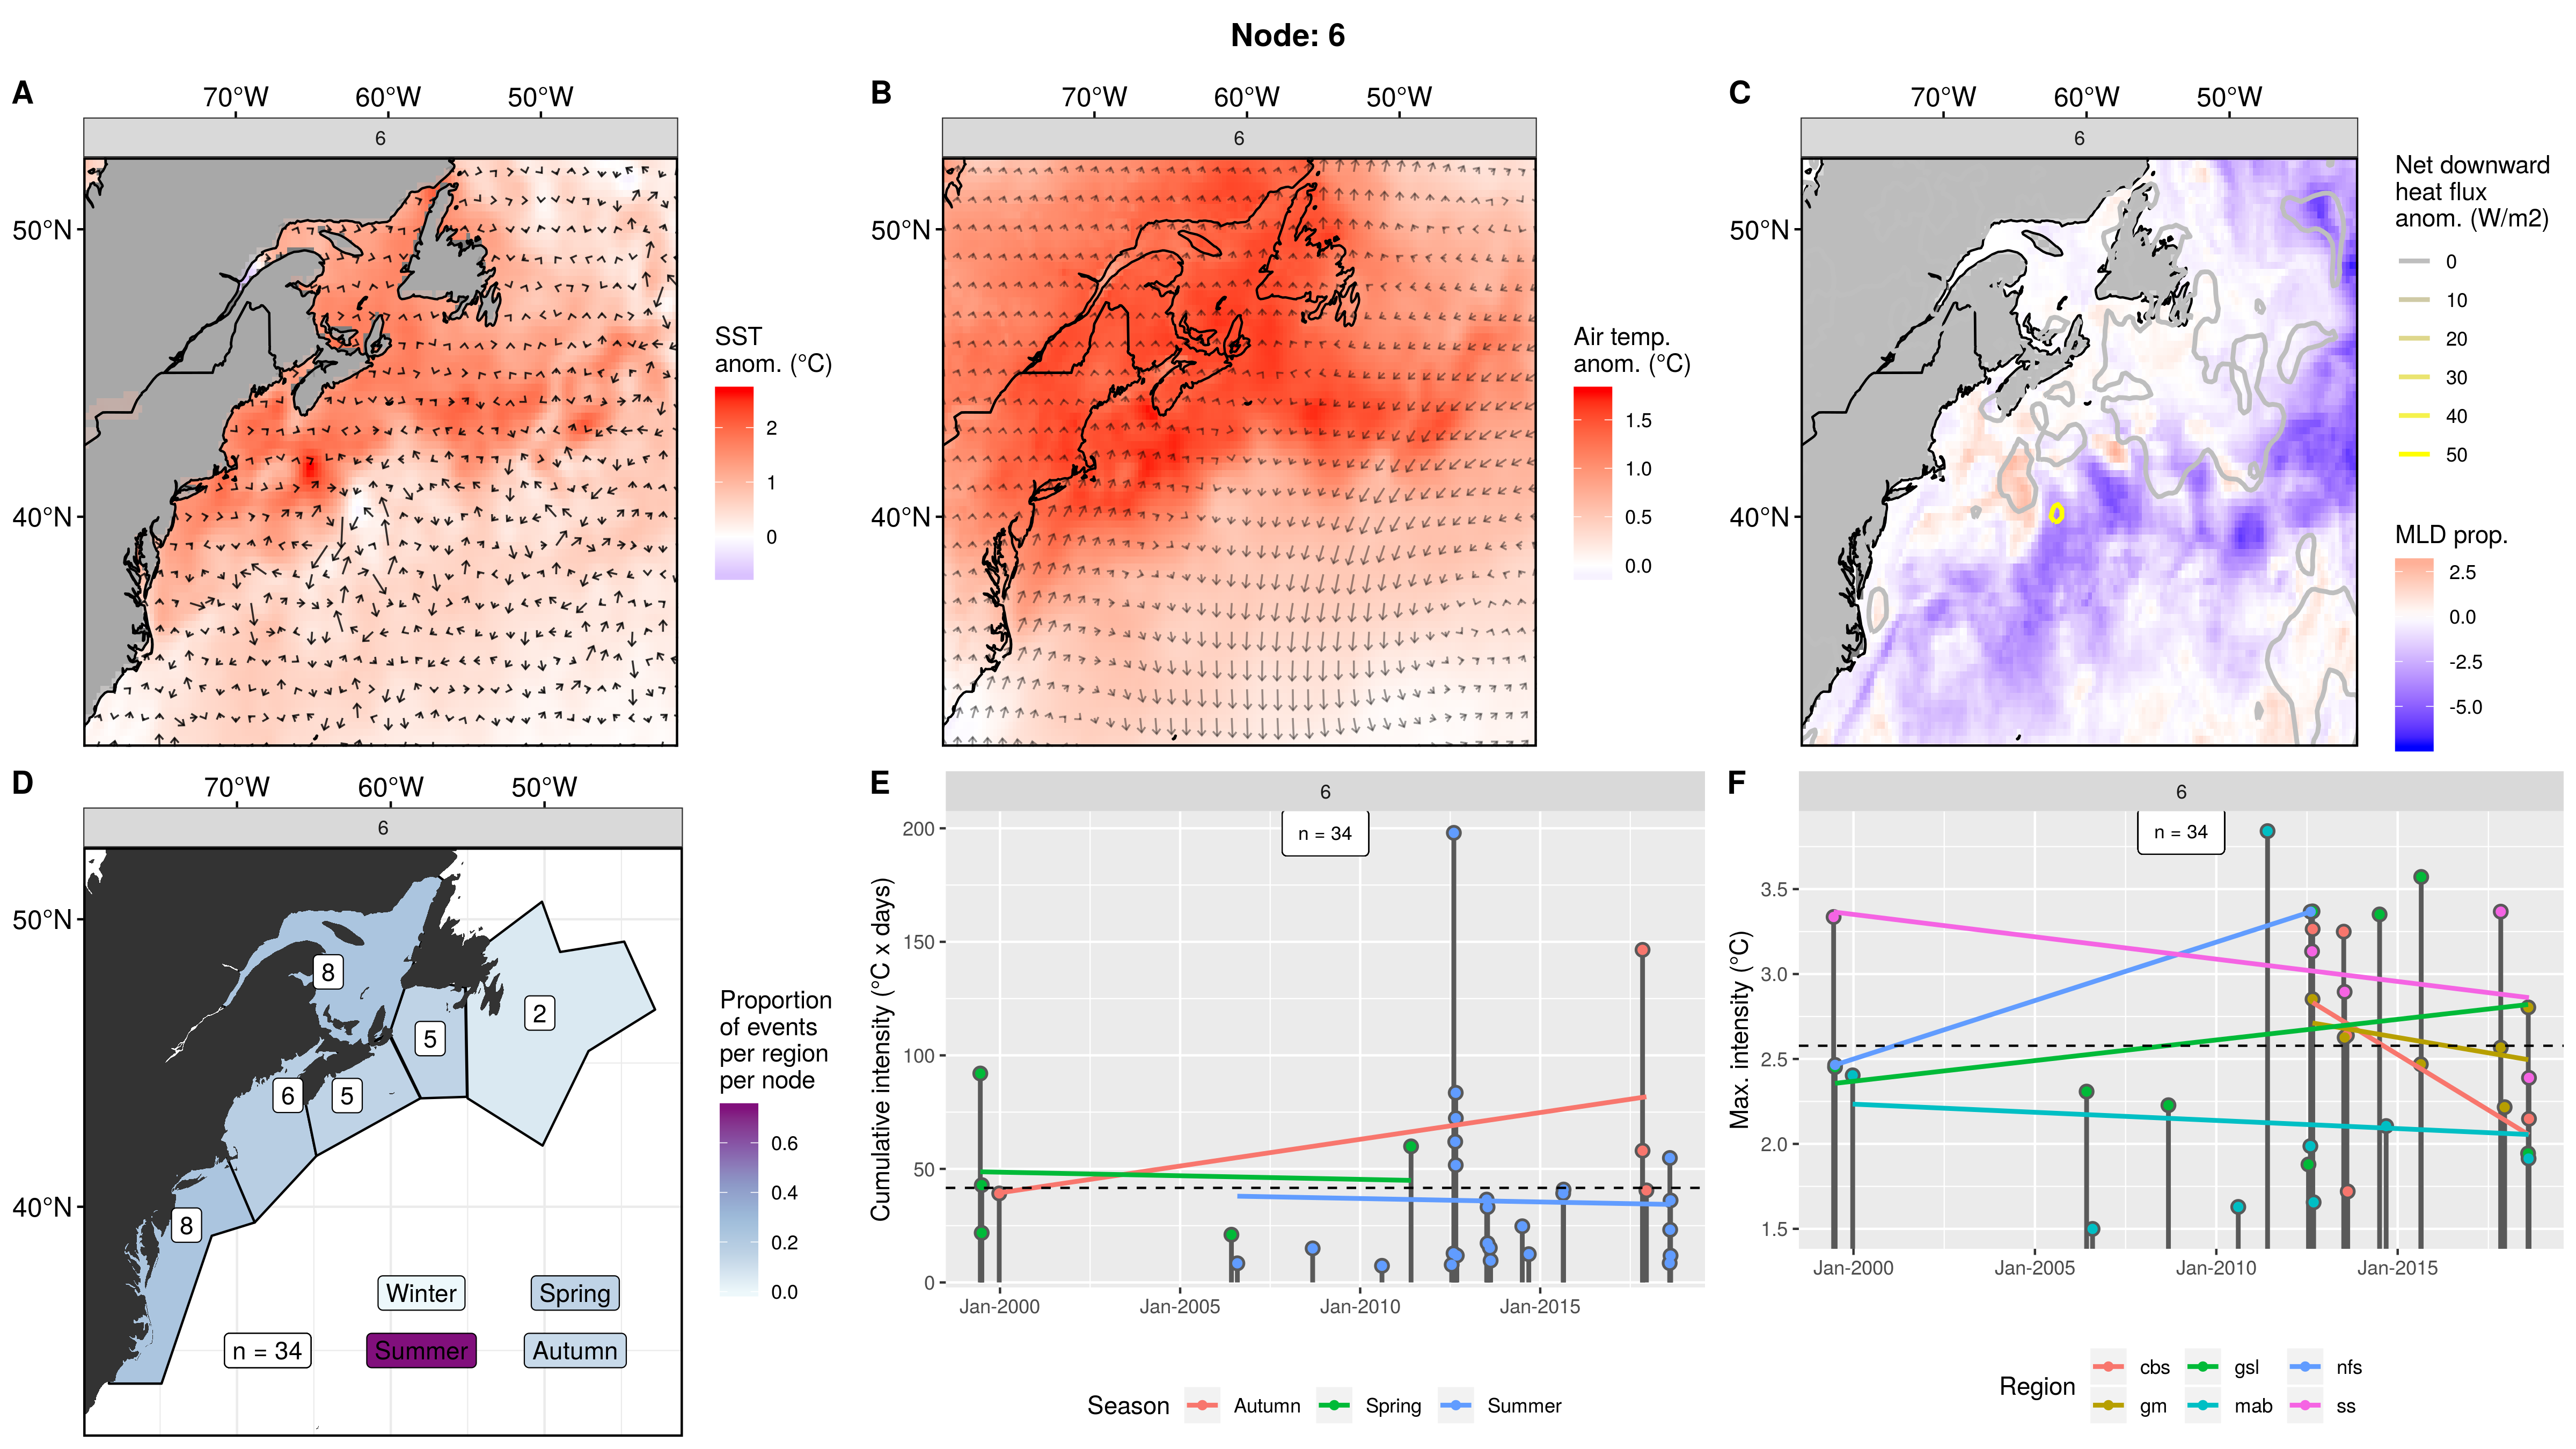 Node: 6
A
70°W 60°W 50°W
6
50°N
40°N
SST
anom. (°C)
2
1
0
B
70°W 60°W 50°W
6
50°N
40°N
Air temp.
anom. (°C)
1.5
1.0
0.5
0.0
C
70°W 60°W 50°W
6
50°N
40°N
Net downward
heat flux
anom. (W/m2)
0
10
20
30
40
50
MLD prop.
2.5
0.0
-2.5
-5.0
D
70°W 60°W 50°W
6
50°N
40°N
8
5
2
6
5
8
Winter Spring
n = 34 Summer Autumn
Proportion
of events
per region
per node
0.6
0.4
0.2
0.0
E
6
n = 34
Cumulative intensity (°C x days)
200
150
100
50
0
Jan-2000 Jan-2005 Jan-2010 Jan-2015
Season Autumn Spring Summer
F
6
n = 34
Max. intensity (°C)
3.5
3.0
2.5
2.0
1.5
Jan-2000 Jan-2005 Jan-2010 Jan-2015
Region
cbs gsl nfs
gm mab ss